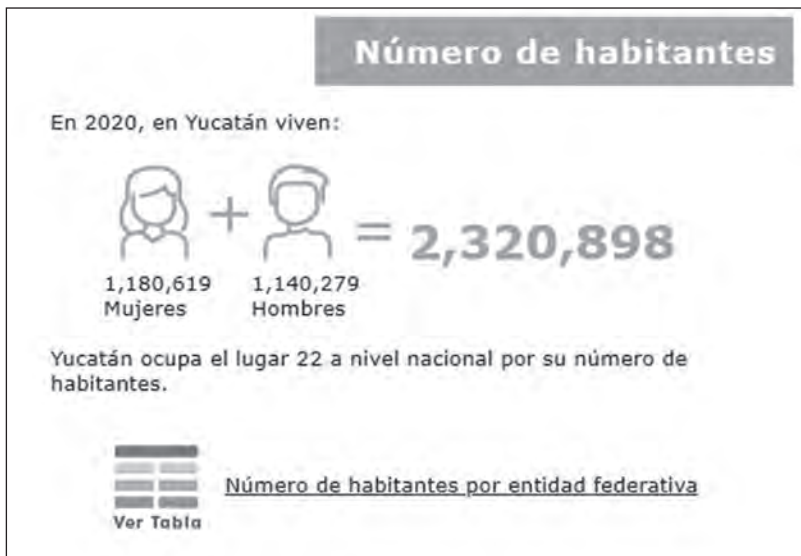 Número de habitantes
En 2020, en Yucatán viven:
+ = 2,320,898
1,180,619 1,140,279
Mujeres Hombres
Yucatán ocupa el lugar 22 a nivel nacional por su número de
habitantes.
Número de habitantes por entidad federativa
Ver Tabla